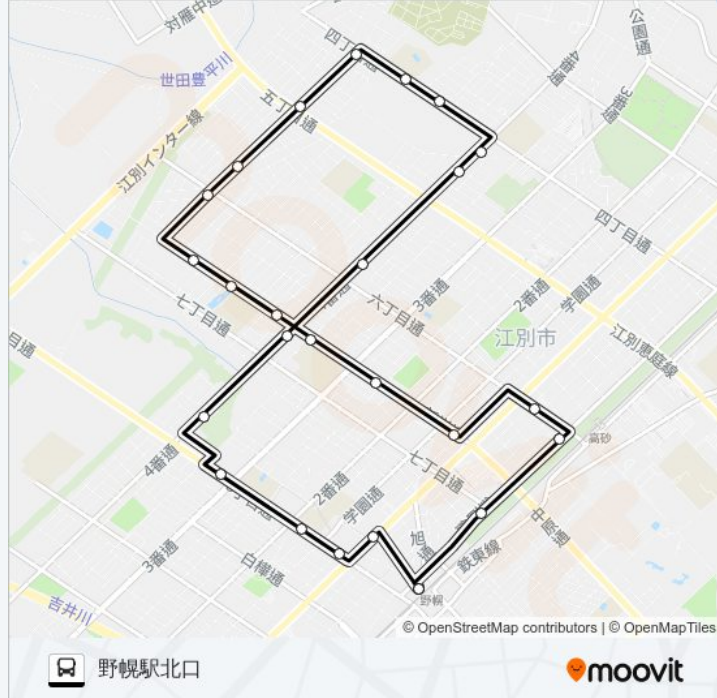 対雁中通
四丁目通
公園通
世田豊平川
4番通
3番通
五丁目通
江別インター線
四丁目通
学園通
七丁目通
3番通
2番通
六丁目通
江別市
江別恵庭線
高砂
4番通
七丁目通
2番通
学園通
3番通
旭通
中原通
白樺通
鉄東線
吉井川
野幌
© OpenStreetMap contributors | © OpenMapTiles
野幌駅北口
moovit